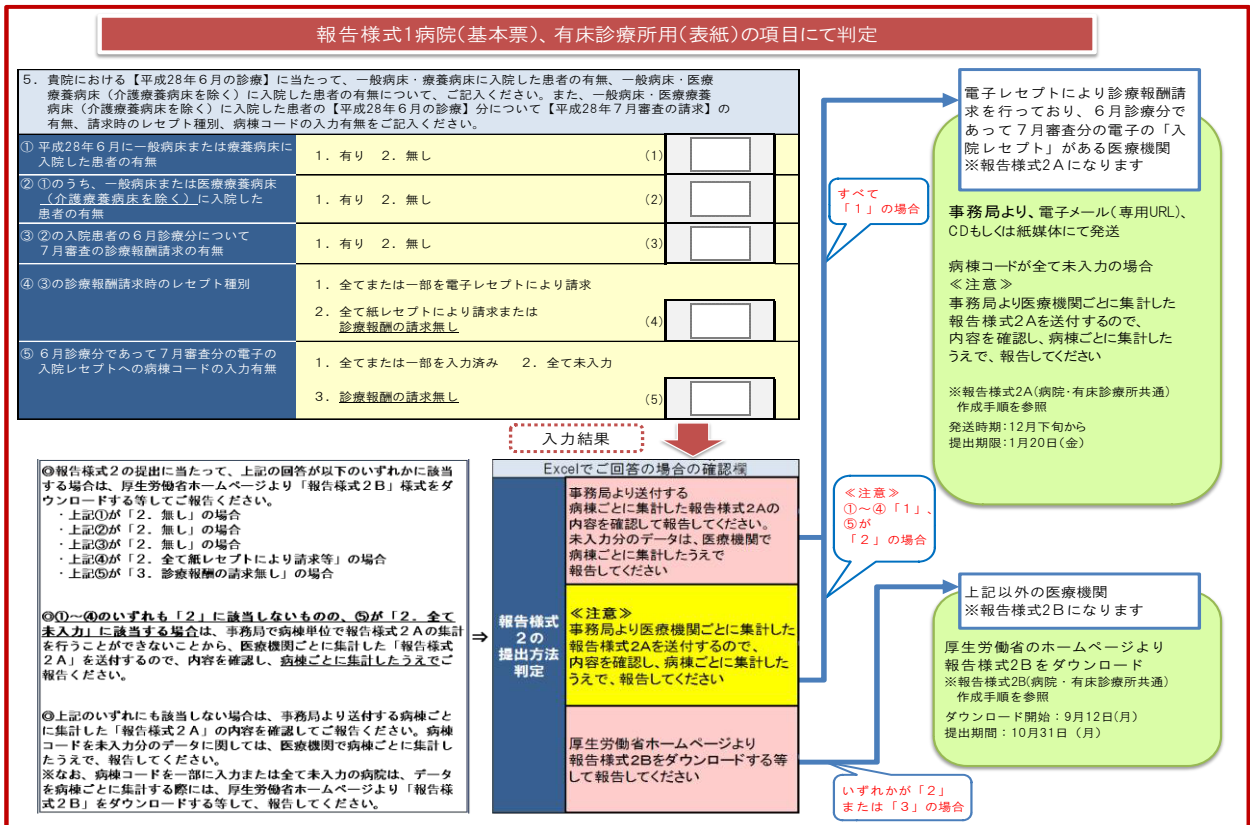 報告様式1病院(基本票)、有床診療所用(表紙)の項目にて判定
5. 貴院における【平成28年6月の診療】に当たって、一般病床・療養病床に入院した患者の有無、一般病床・医療
療養病床（介護療養病床を除く）に入院した患者の有無について、ご記入ください。また、一般病床・医療療養
病床（介護療養病床を除く）に入院した患者の【平成28年6月の診療】分について【平成28年7月審査の請求】の
有無、請求時のレセプト種別、病棟コードの入力有無をご記入ください。
① 平成28年6月に一般病床または療養病床に
入院した患者の有無
1. 有り 2. 無し (1)
② ①のうち、一般病床または医療療養病床
（介護療養病床を除く）に入院した
患者の有無
1. 有り 2. 無し (2)
③ ②の入院患者の6月診療分について
7月審査の診療報酬請求の有無
1. 有り 2. 無し (3)
④ ③の診療報酬請求時のレセプト種別
1. 全てまたは一部を電子レセプトにより請求
2. 全て紙レセプトにより請求または
診療報酬の請求無し (4)
⑤ 6月診療分であって7月審査分の電子の
入院レセプトへの病棟コードの入力有無
1. 全てまたは一部を入力済み 2. 全て未入力
3. 診療報酬の請求無し (5)
入力結果
◎報告様式2の提出に当たって、上記の回答が以下のいずれかに該当
する場合は、厚生労働省ホームページより「報告様式2B」様式をダ
ウンロードする等してご報告ください。
・上記①が「2. 無し」の場合
・上記②が「2. 無し」の場合
・上記③が「2. 無し」の場合
・上記④が「2. 全て紙レセプトにより請求等」の場合
・上記⑤が「3. 診療報酬の請求無し」の場合
◎①～④のいずれも「2」に該当しないものの、⑤が「2. 全て
未入力」に該当する場合は、事務局で病棟単位で報告様式2Aの集計
を行うことができないことから、医療機関ごとに集計した「報告様式
2A」を送付するので、内容を確認し、病棟ごとに集計したうえでご
報告ください。
◎上記のいずれにも該当しない場合は、事務局より送付する病棟ごと
に集計した「報告様式2A」の内容を確認してご報告ください。病棟
コードを未入力分のデータに関しては、医療機関で病棟ごとに集計し
たうえで、報告してください。
※なお、病棟コードを一部に入力または全て未入力の病院は、データ
を病棟ごとに集計する際には、厚生労働省ホームページより「報告様
式2B」をダウンロードする等して、報告してください。
⇒
Excelでご回答の場合の確認欄
報告様式
2の
提出方法
判定
事務局より送付する
病棟ごとに集計した報告様式2Aの
内容を確認して報告してください。
未入力分のデータは、医療機関で
病棟ごとに集計したうえで
報告してください
≪注意≫
事務局より医療機関ごとに集計した
報告様式2Aを送付するので、
内容を確認し、病棟ごとに集計した
うえで、報告してください
厚生労働省ホームページより
報告様式2Bをダウンロードする等
して報告してください
すべて
「1」の場合
≪注意≫
①～④「1」、
⑤が
「2」の場合
いずれかが「2」
または「3」の場合
電子レセプトにより診療報酬請
求を行っており、6月診療分で
あって7月審査分の電子の「入
院レセプト」がある医療機関
※報告様式2Aになります
事務局より、電子メール(専用URL)、
CDもしくは紙媒体にて発送
病棟コードが全て未入力の場合
≪注意≫
事務局より医療機関ごとに集計した
報告様式2Aを送付するので、
内容を確認し、病棟ごとに集計した
うえで、報告してください
※報告様式2A(病院・有床診療所共通)
作成手順を参照
発送時期:12月下旬から
提出期限:1月20日(金)
上記以外の医療機関
※報告様式2Bになります
厚生労働省のホームページより
報告様式2Bをダウンロード
※報告様式2B(病院・有床診療所共通)
作成手順を参照
ダウンロード開始:9月12日(月)
提出期間:10月31日(月)